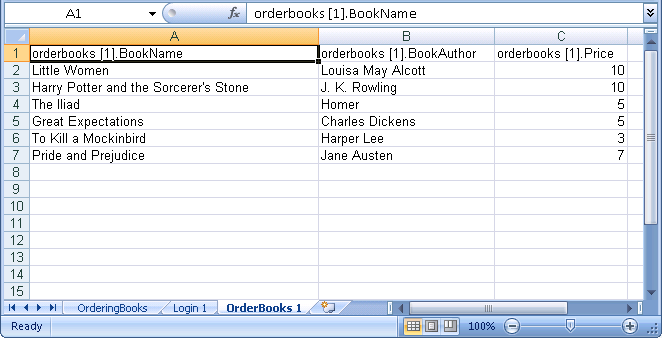 A1 fx orderbooks [1].BookName
A B C
1 orderbooks [1].BookName orderbooks [1].BookAuthor orderbooks [1].Price
2 Little Women Louisa May Alcott 10
3 Harry Potter and the Sorcerer's Stone J. K. Rowling 10
4 The Iliad Homer 5
5 Great Expectations Charles Dickens 5
6 To Kill a Mockinbird Harper Lee 3
7 Pride and Prejudice Jane Austen 7
8
9
10
11
12
13
14
15
OrderingBooks Login 1 OrderBooks 1
Ready 100%